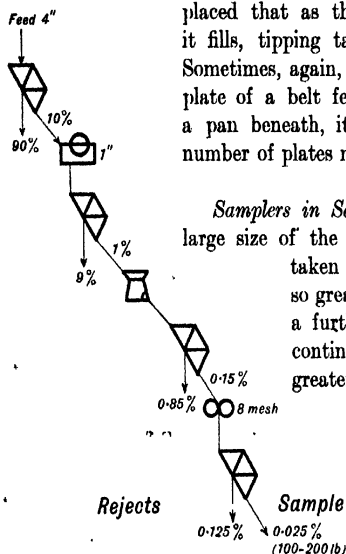 Feed 4"
placed that as th
it fills, tipping ta
Sometimes, again,
plate of a belt fe
a pan beneath, it
number of plates n
10%
90%
1"
Samplers in Se
large size of the
taken
so grea
a furt
contin
greate
1%
9%
0·15%
0·85%
8 mesh
Rejects
Sample
0·125%
0·025%
(100-200 lb)